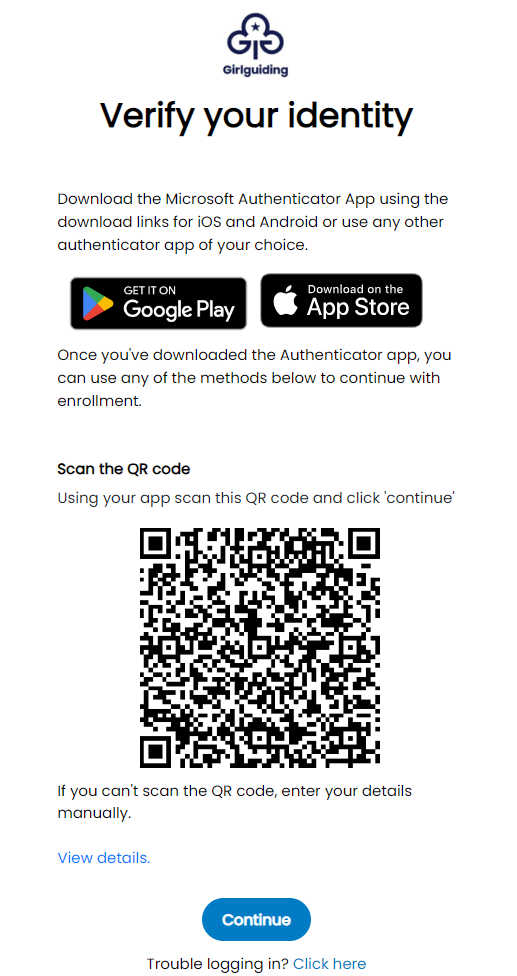 Girlguiding
Verify your identity
Download the Microsoft Authenticator App using the
download links for iOS and Android or use any other
authenticator app of your choice.
GET IT ON
Google Play
Download on the
App Store
Once you've downloaded the Authenticator app, you
can use any of the methods below to continue with
enrollment.
Scan the QR code
Using your app scan this QR code and click 'continue'
If you can't scan the QR code, enter your details
manually.
View details.
Continue
Trouble logging in? Click here